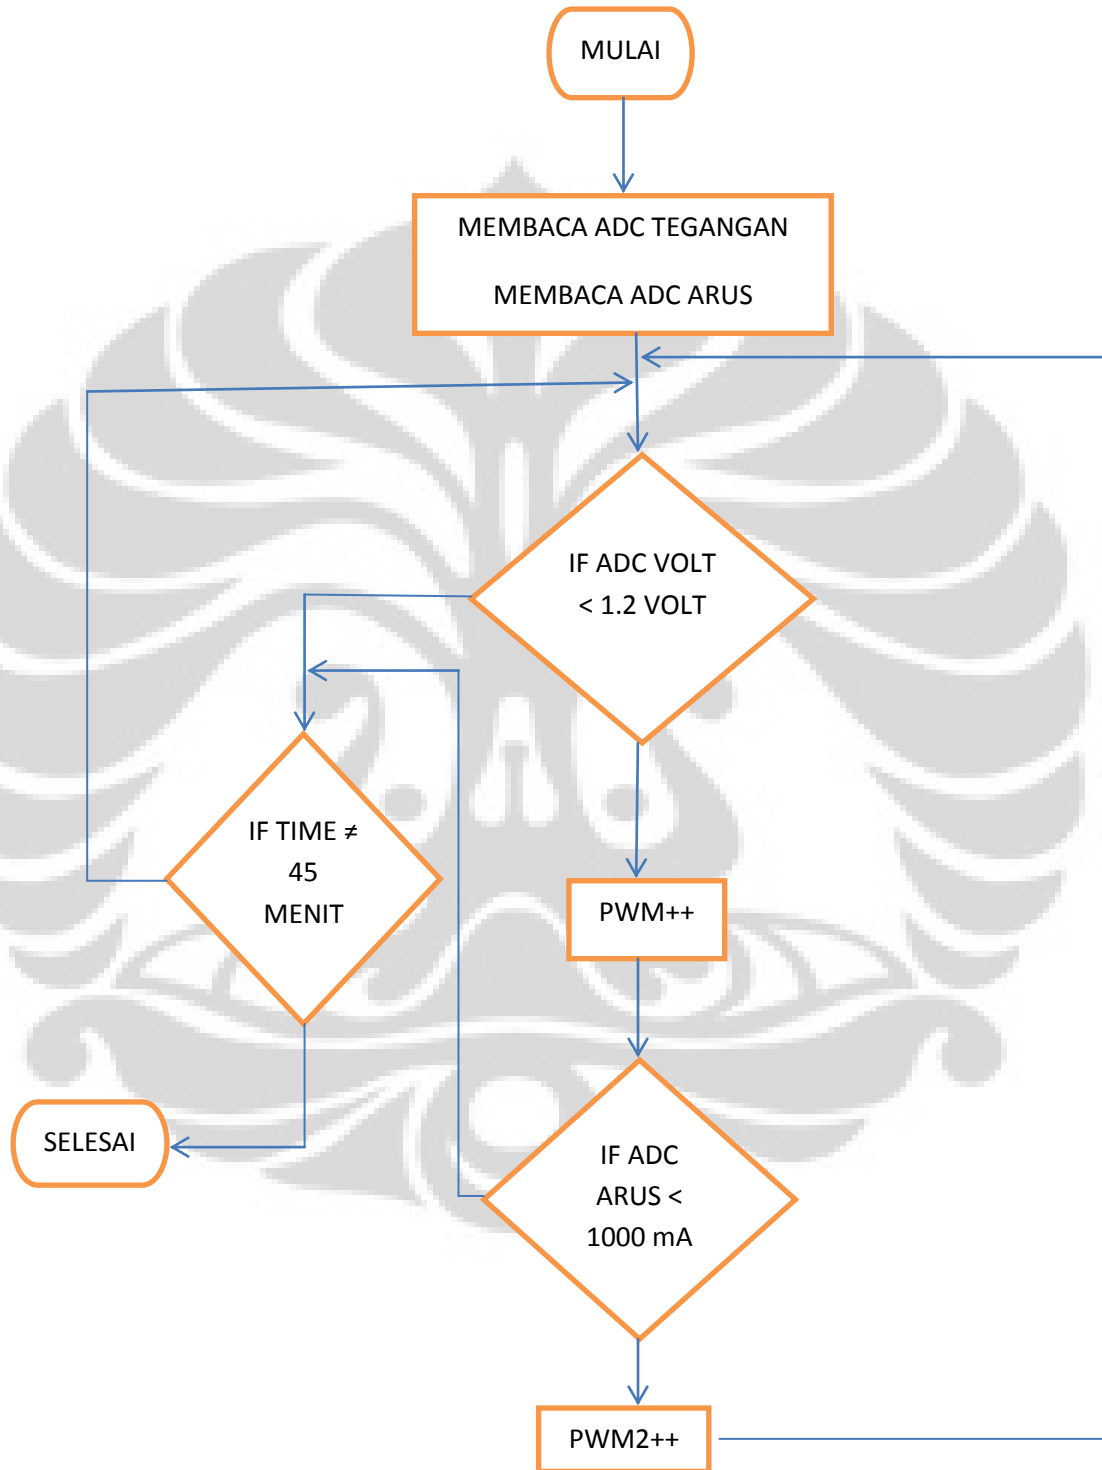 MULAI
MEMBACA ADC TEGANGAN
MEMBACA ADC ARUS
IF ADC VOLT
< 1.2 VOLT
IF TIME ≠
45
MENIT
PWM++
SELESAI
IF ADC
ARUS <
1000 mA
PWM2++